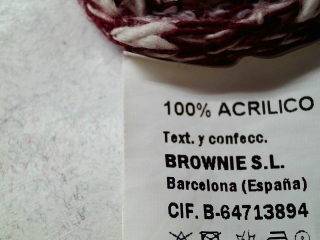 100% ACRILICO
Text. y confecc.
BROWNIE S.L.
Barcelona (España)
CIF. B-64713894